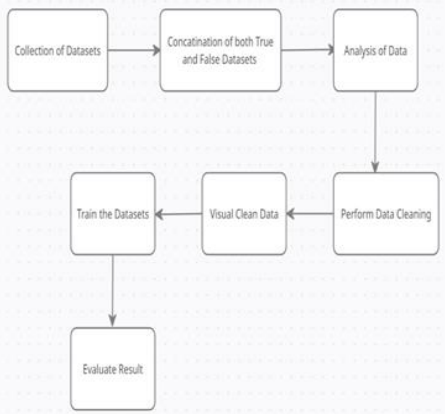 Collection of Datasets
Concatination of both True
and False Datasets
Analysis of Data
Perform Data Cleaning
Visual Clean Data
Train the Datasets
Evaluate Result